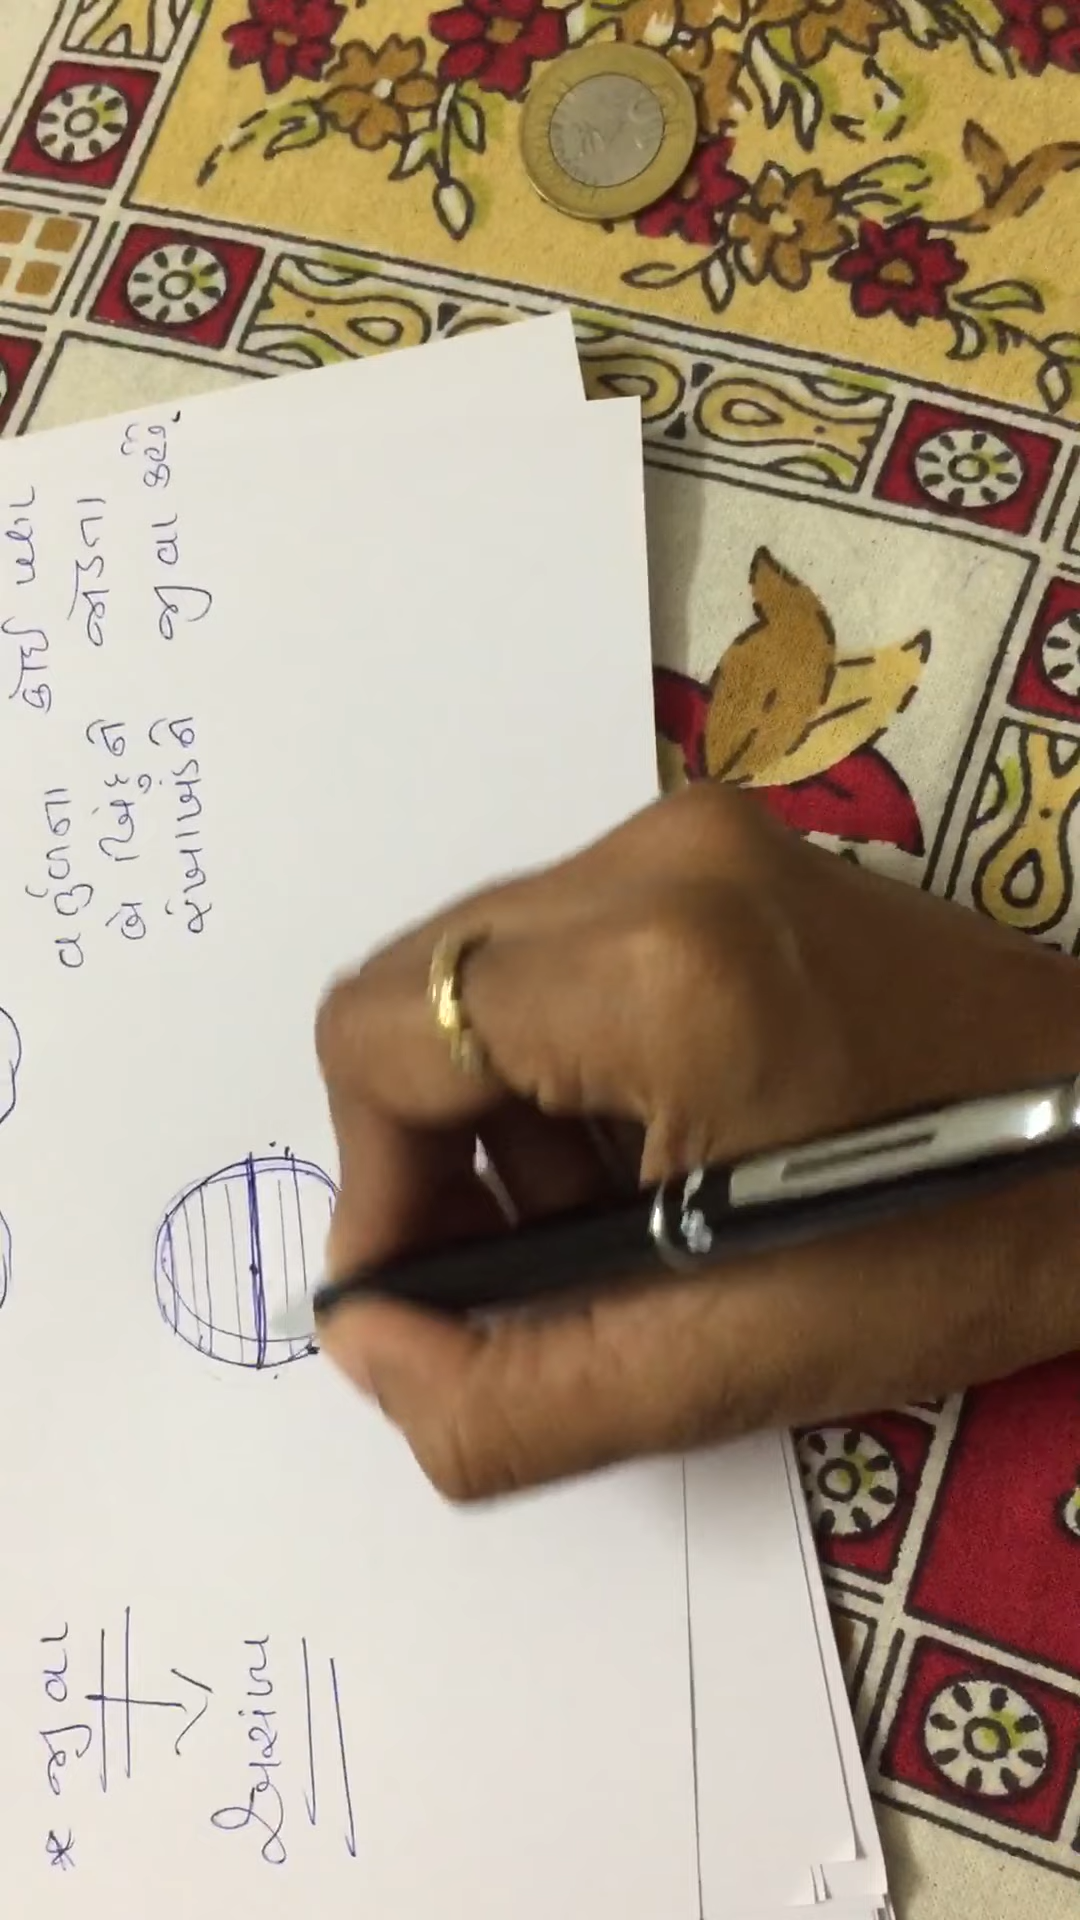 * જીવા
વર્તુળના કોઈ પણ
બે બિંદુને જોડતા
રેખાખંડને જીવા કહે.